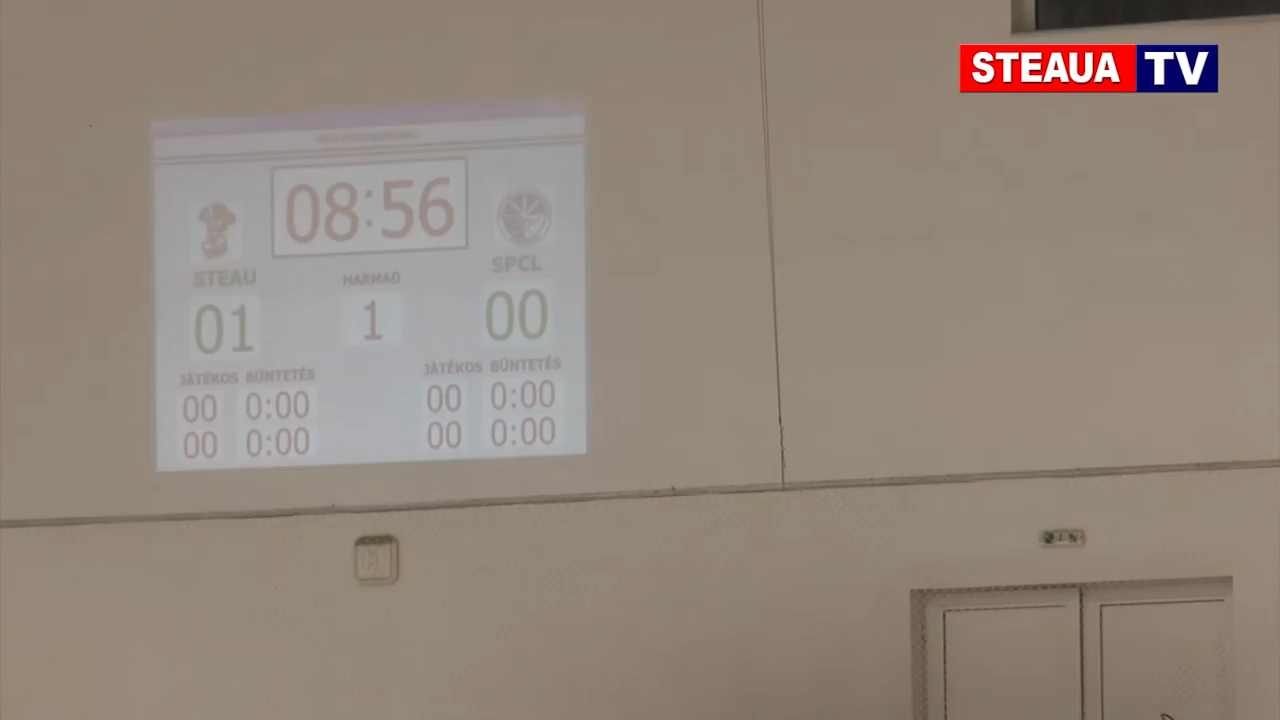 STEAUA TV
08:56
STEAU
HARMAD
SPCL
01
1
00
JÁTÉKOS BÜNTETÉS
JÁTÉKOS BÜNTETÉS
00 0:00
00 0:00
00 0:00
00 0:00